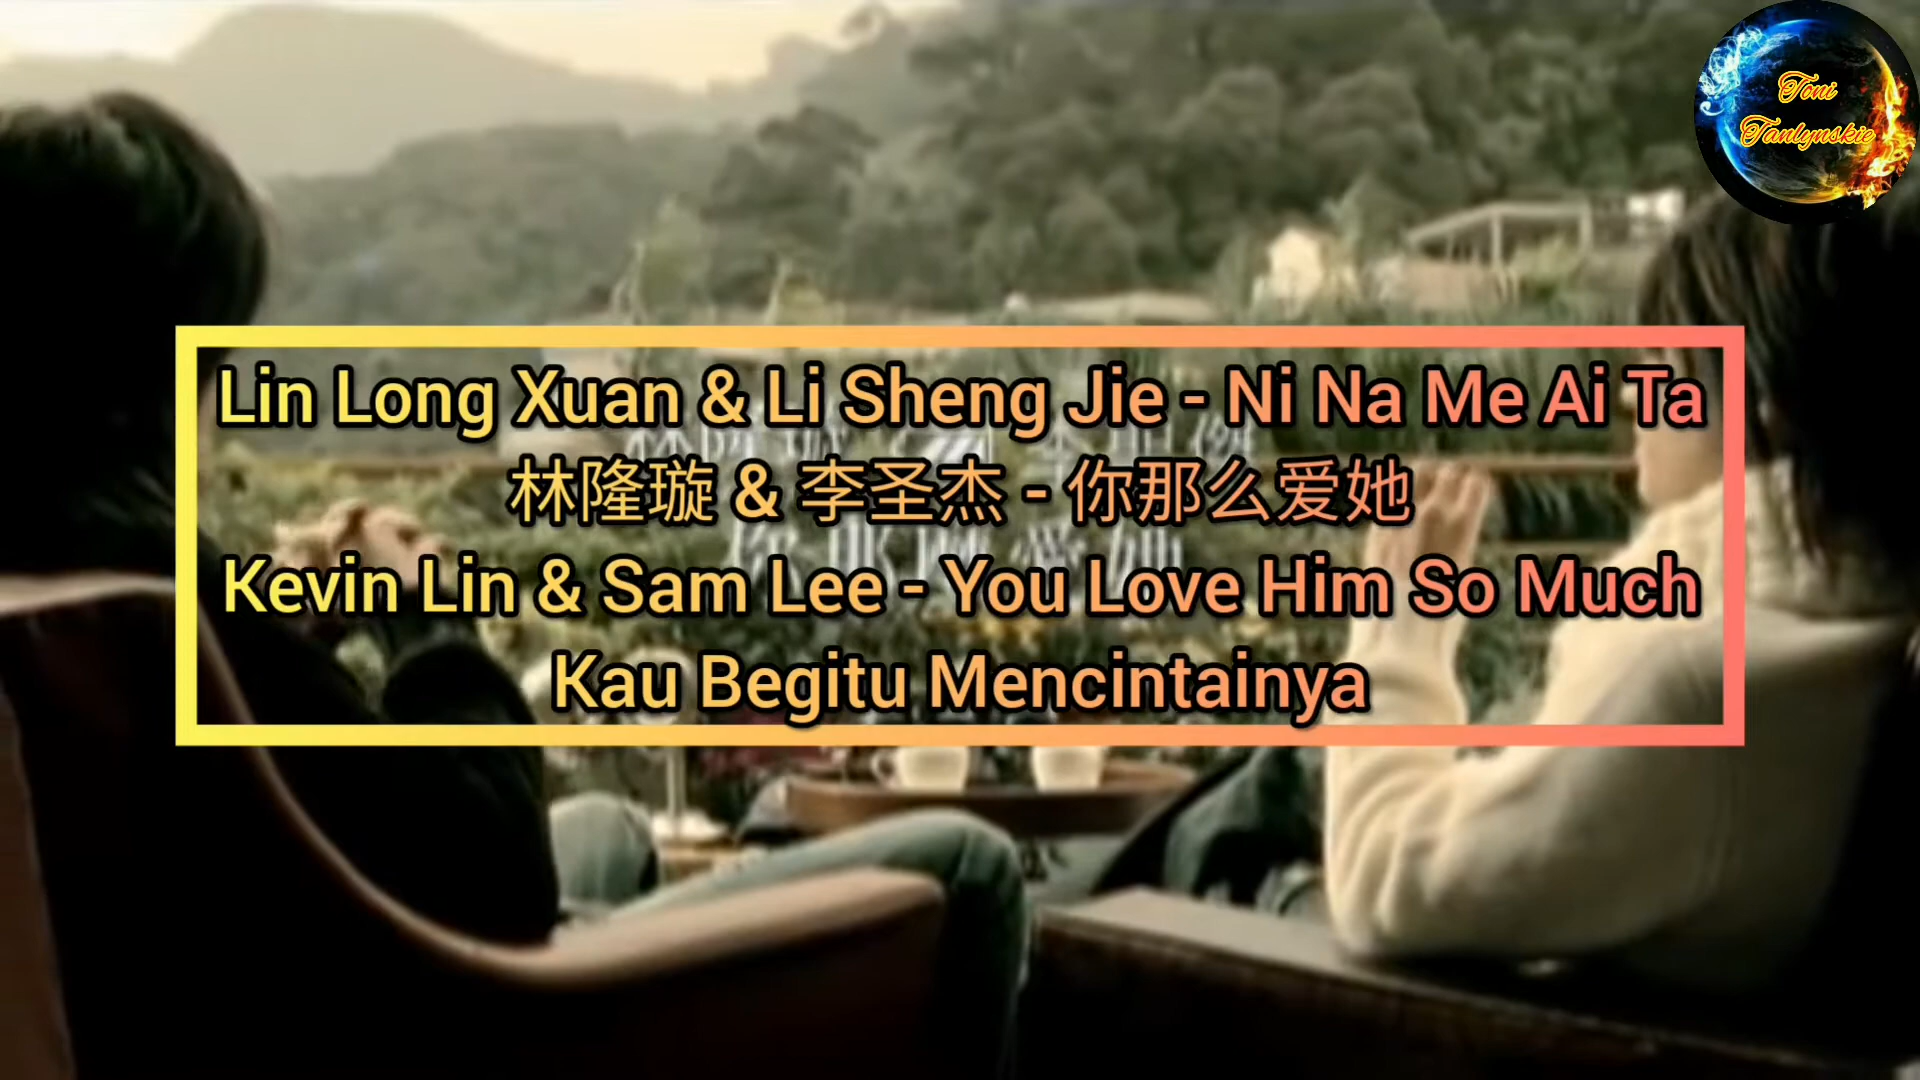 Toni
Tanlynskie
Lin Long Xuan & Li Sheng Jie - Ni Na Me Ai Ta
林隆璇 & 李圣杰 - 你那么爱她
Kevin Lin & Sam Lee - You Love Him So Much
Kau Begitu Mencintainya